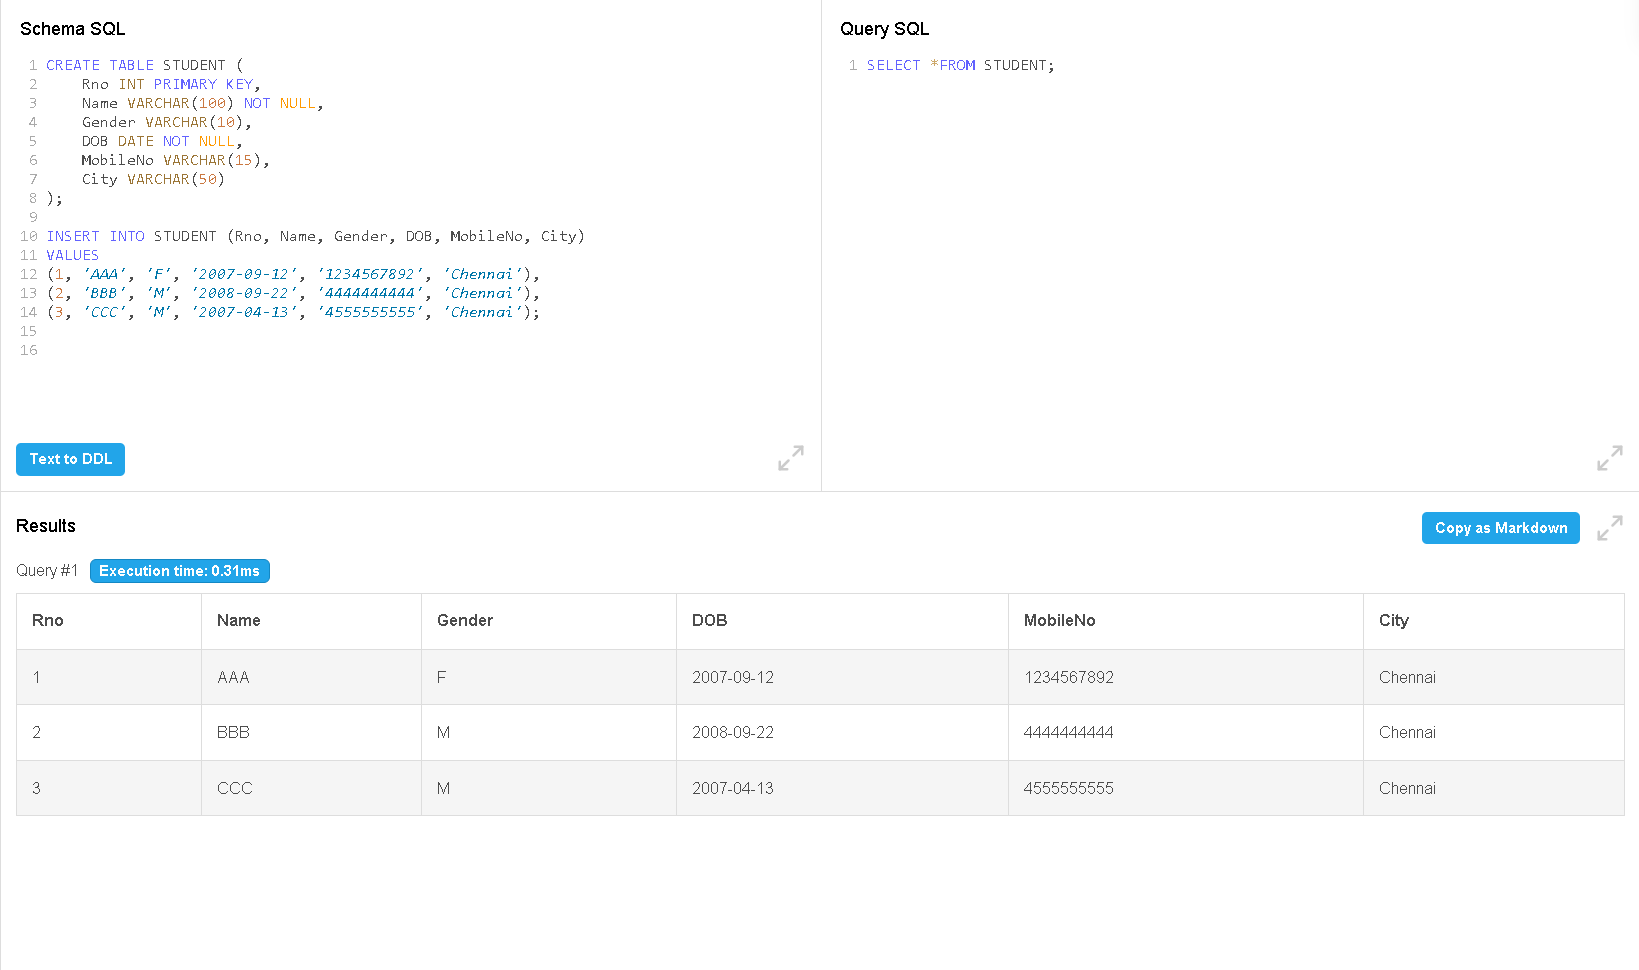 Schema SQL
1 CREATE TABLE STUDENT (
2     Rno INT PRIMARY KEY,
3     Name VARCHAR(100) NOT NULL,
4     Gender VARCHAR(10),
5     DOB DATE NOT NULL,
6     MobileNo VARCHAR(15),
7     City VARCHAR(50)
8 );
9
10 INSERT INTO STUDENT (Rno, Name, Gender, DOB, MobileNo, City)
11 VALUES
12 (1, 'AAA', 'F', '2007-09-12', '1234567892', 'Chennai'),
13 (2, 'BBB', 'M', '2008-09-22', '4444444444', 'Chennai'),
14 (3, 'CCC', 'M', '2007-04-13', '4555555555', 'Chennai');
15
16
Text to DDL
Query SQL
1 SELECT *FROM STUDENT;
Results
Copy as Markdown
Query #1 Execution time: 0.31ms
Rno Name Gender DOB MobileNo City
1 AAA F 2007-09-12 1234567892 Chennai
2 BBB M 2008-09-22 4444444444 Chennai
3 CCC M 2007-04-13 4555555555 Chennai